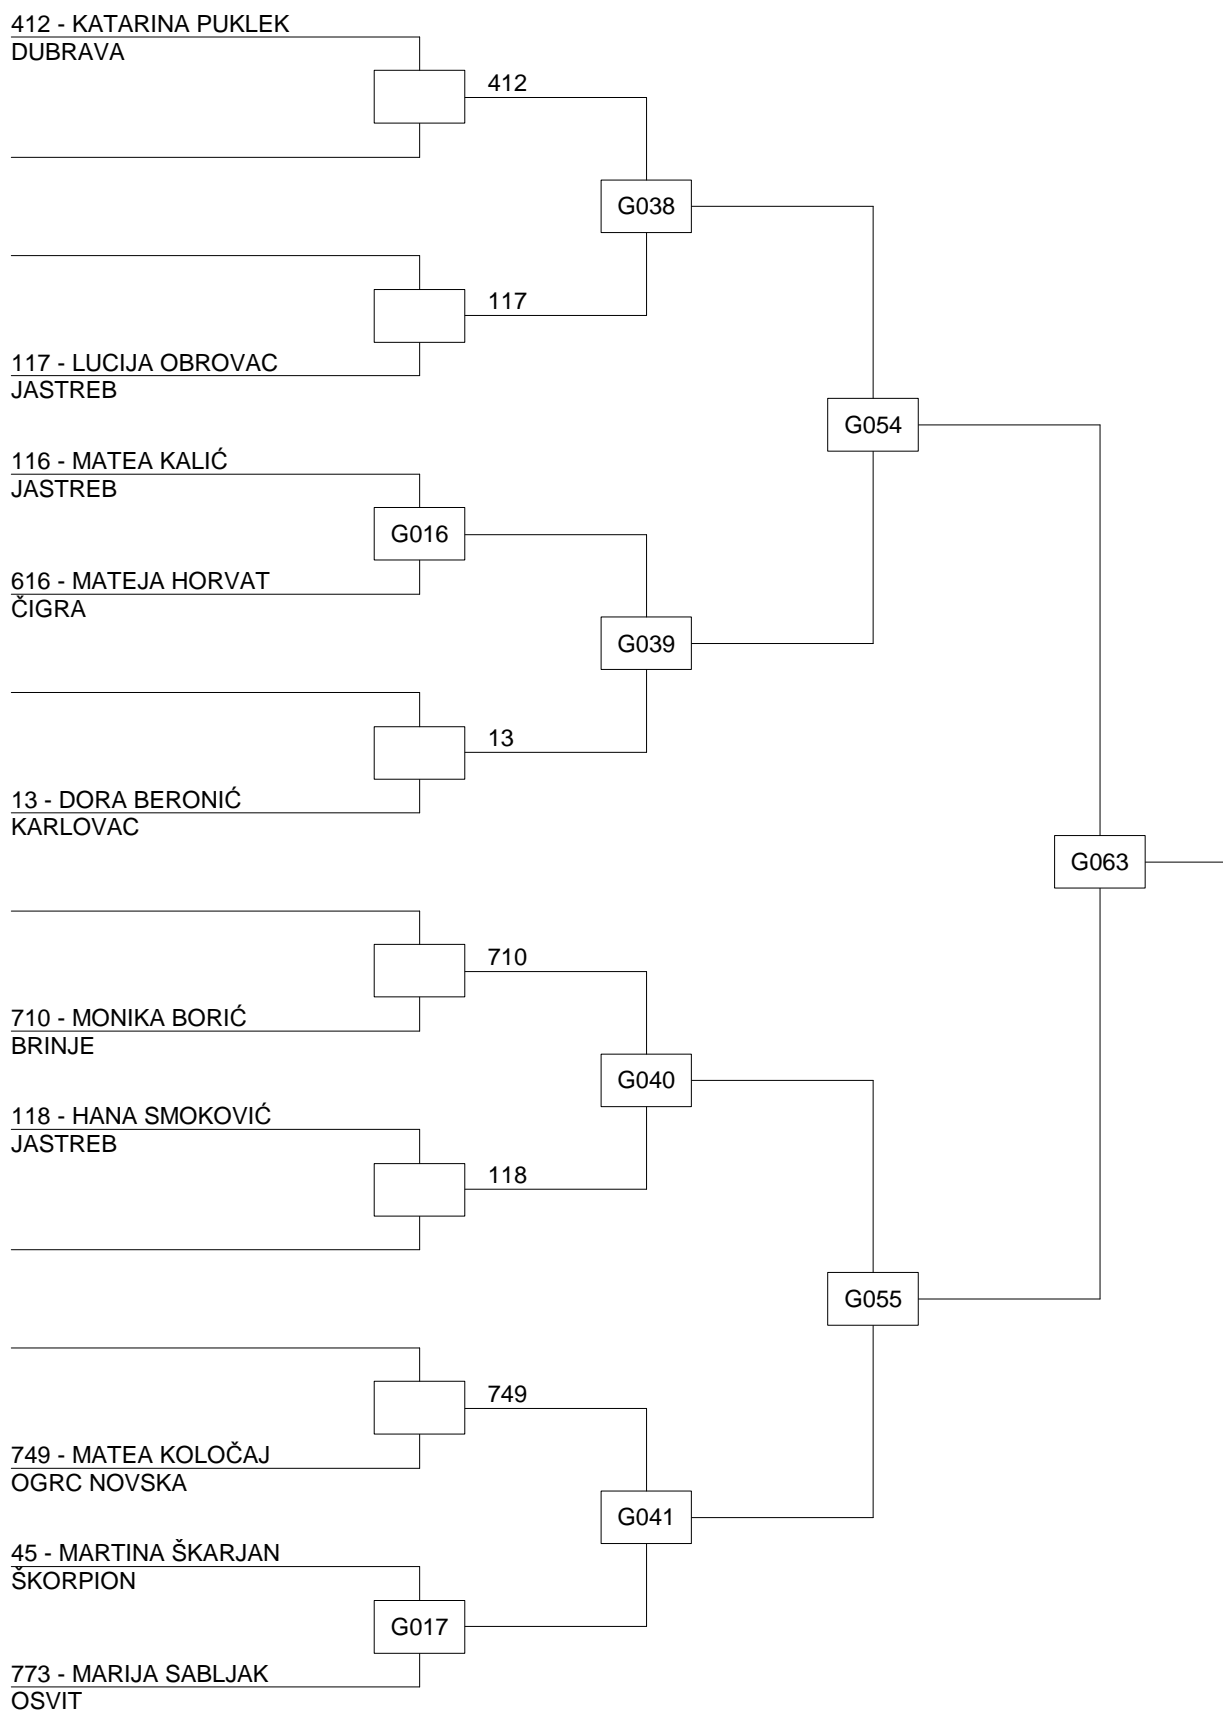 412 - KATARINA PUKLEK
DUBRAVA
412
G038
117
117 - LUCIJA OBROVAC
JASTREB
G054
116 - MATEA KALIĆ
JASTREB
G016
616 - MATEJA HORVAT
ČIGRA
G039
13
13 - DORA BERONIĆ
KARLOVAC
G063
710
710 - MONIKA BORIĆ
BRINJE
G040
118 - HANA SMOKOVIĆ
JASTREB
118
G055
749
749 - MATEA KOLOČAJ
OGRC NOVSKA
G041
45 - MARTINA ŠKARJAN
ŠKORPION
G017
773 - MARIJA SABLJAK
OSVIT